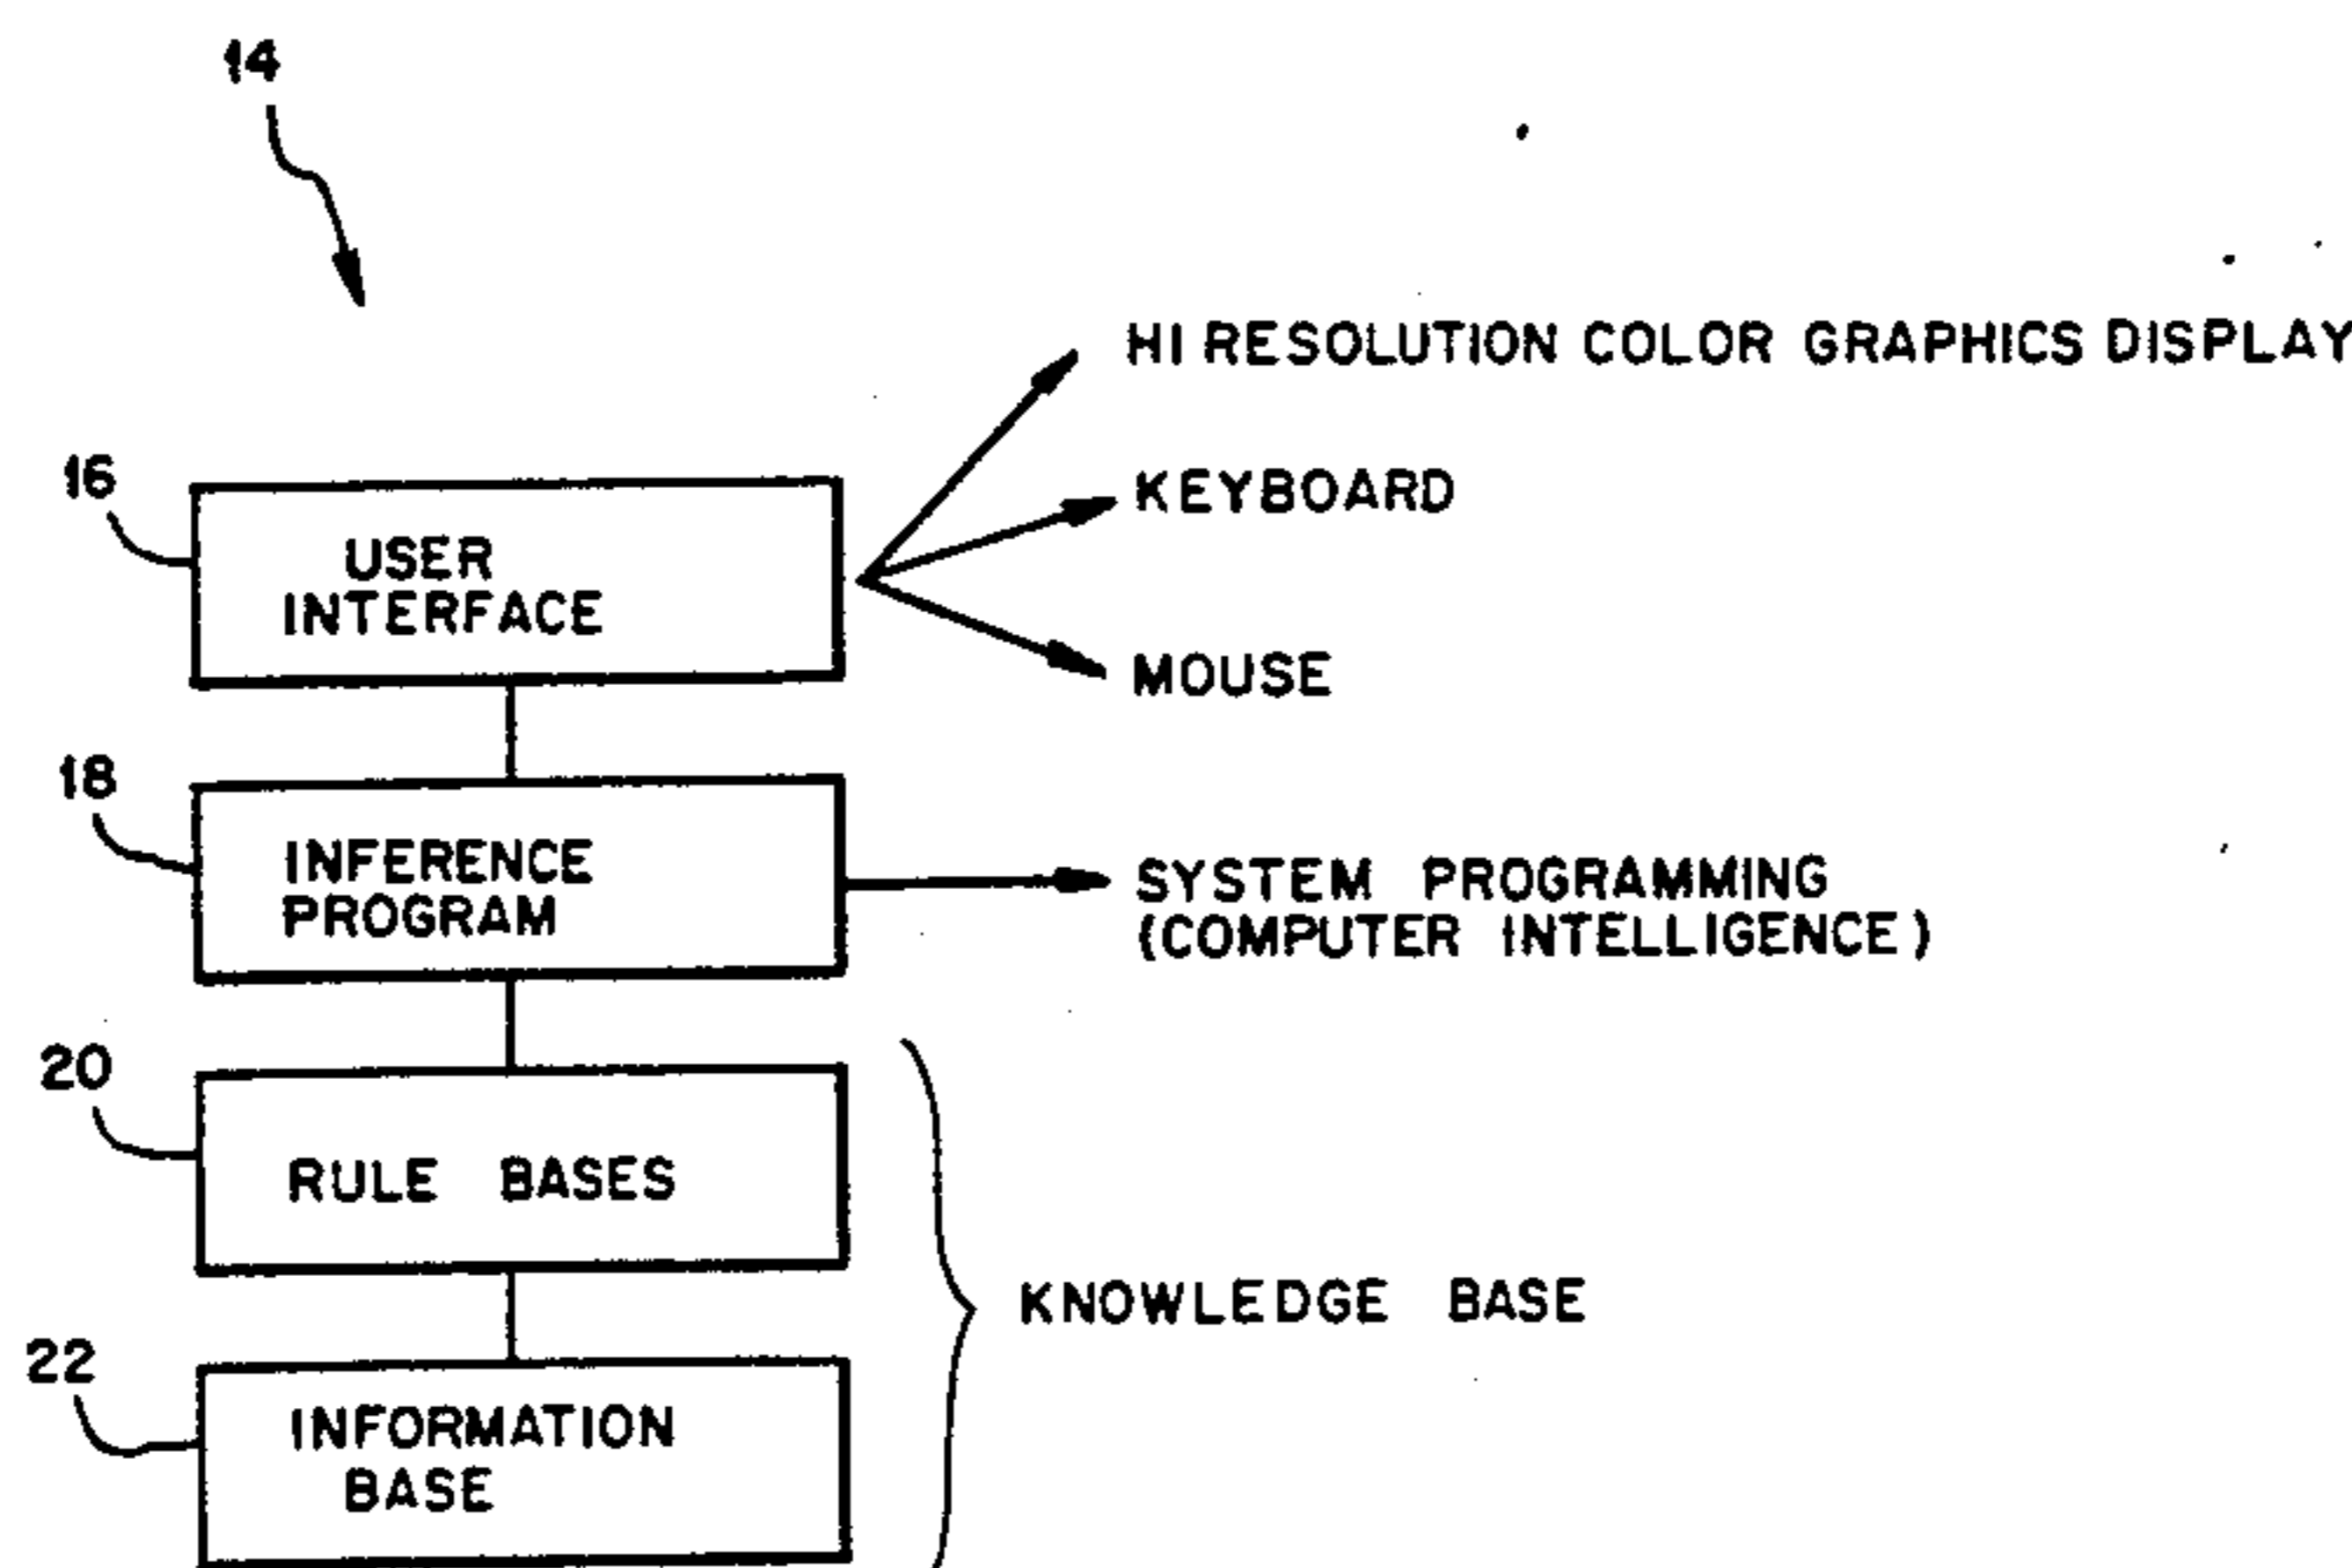 14
HI RESOLUTION COLOR GRAPHICS DISPLAY
16
USER
INTERFACE
KEYBOARD
MOUSE
18
INFERENCE
PROGRAM
SYSTEM PROGRAMMING
(COMPUTER INTELLIGENCE)
20
RULE BASES
KNOWLEDGE BASE
22
INFORMATION
BASE